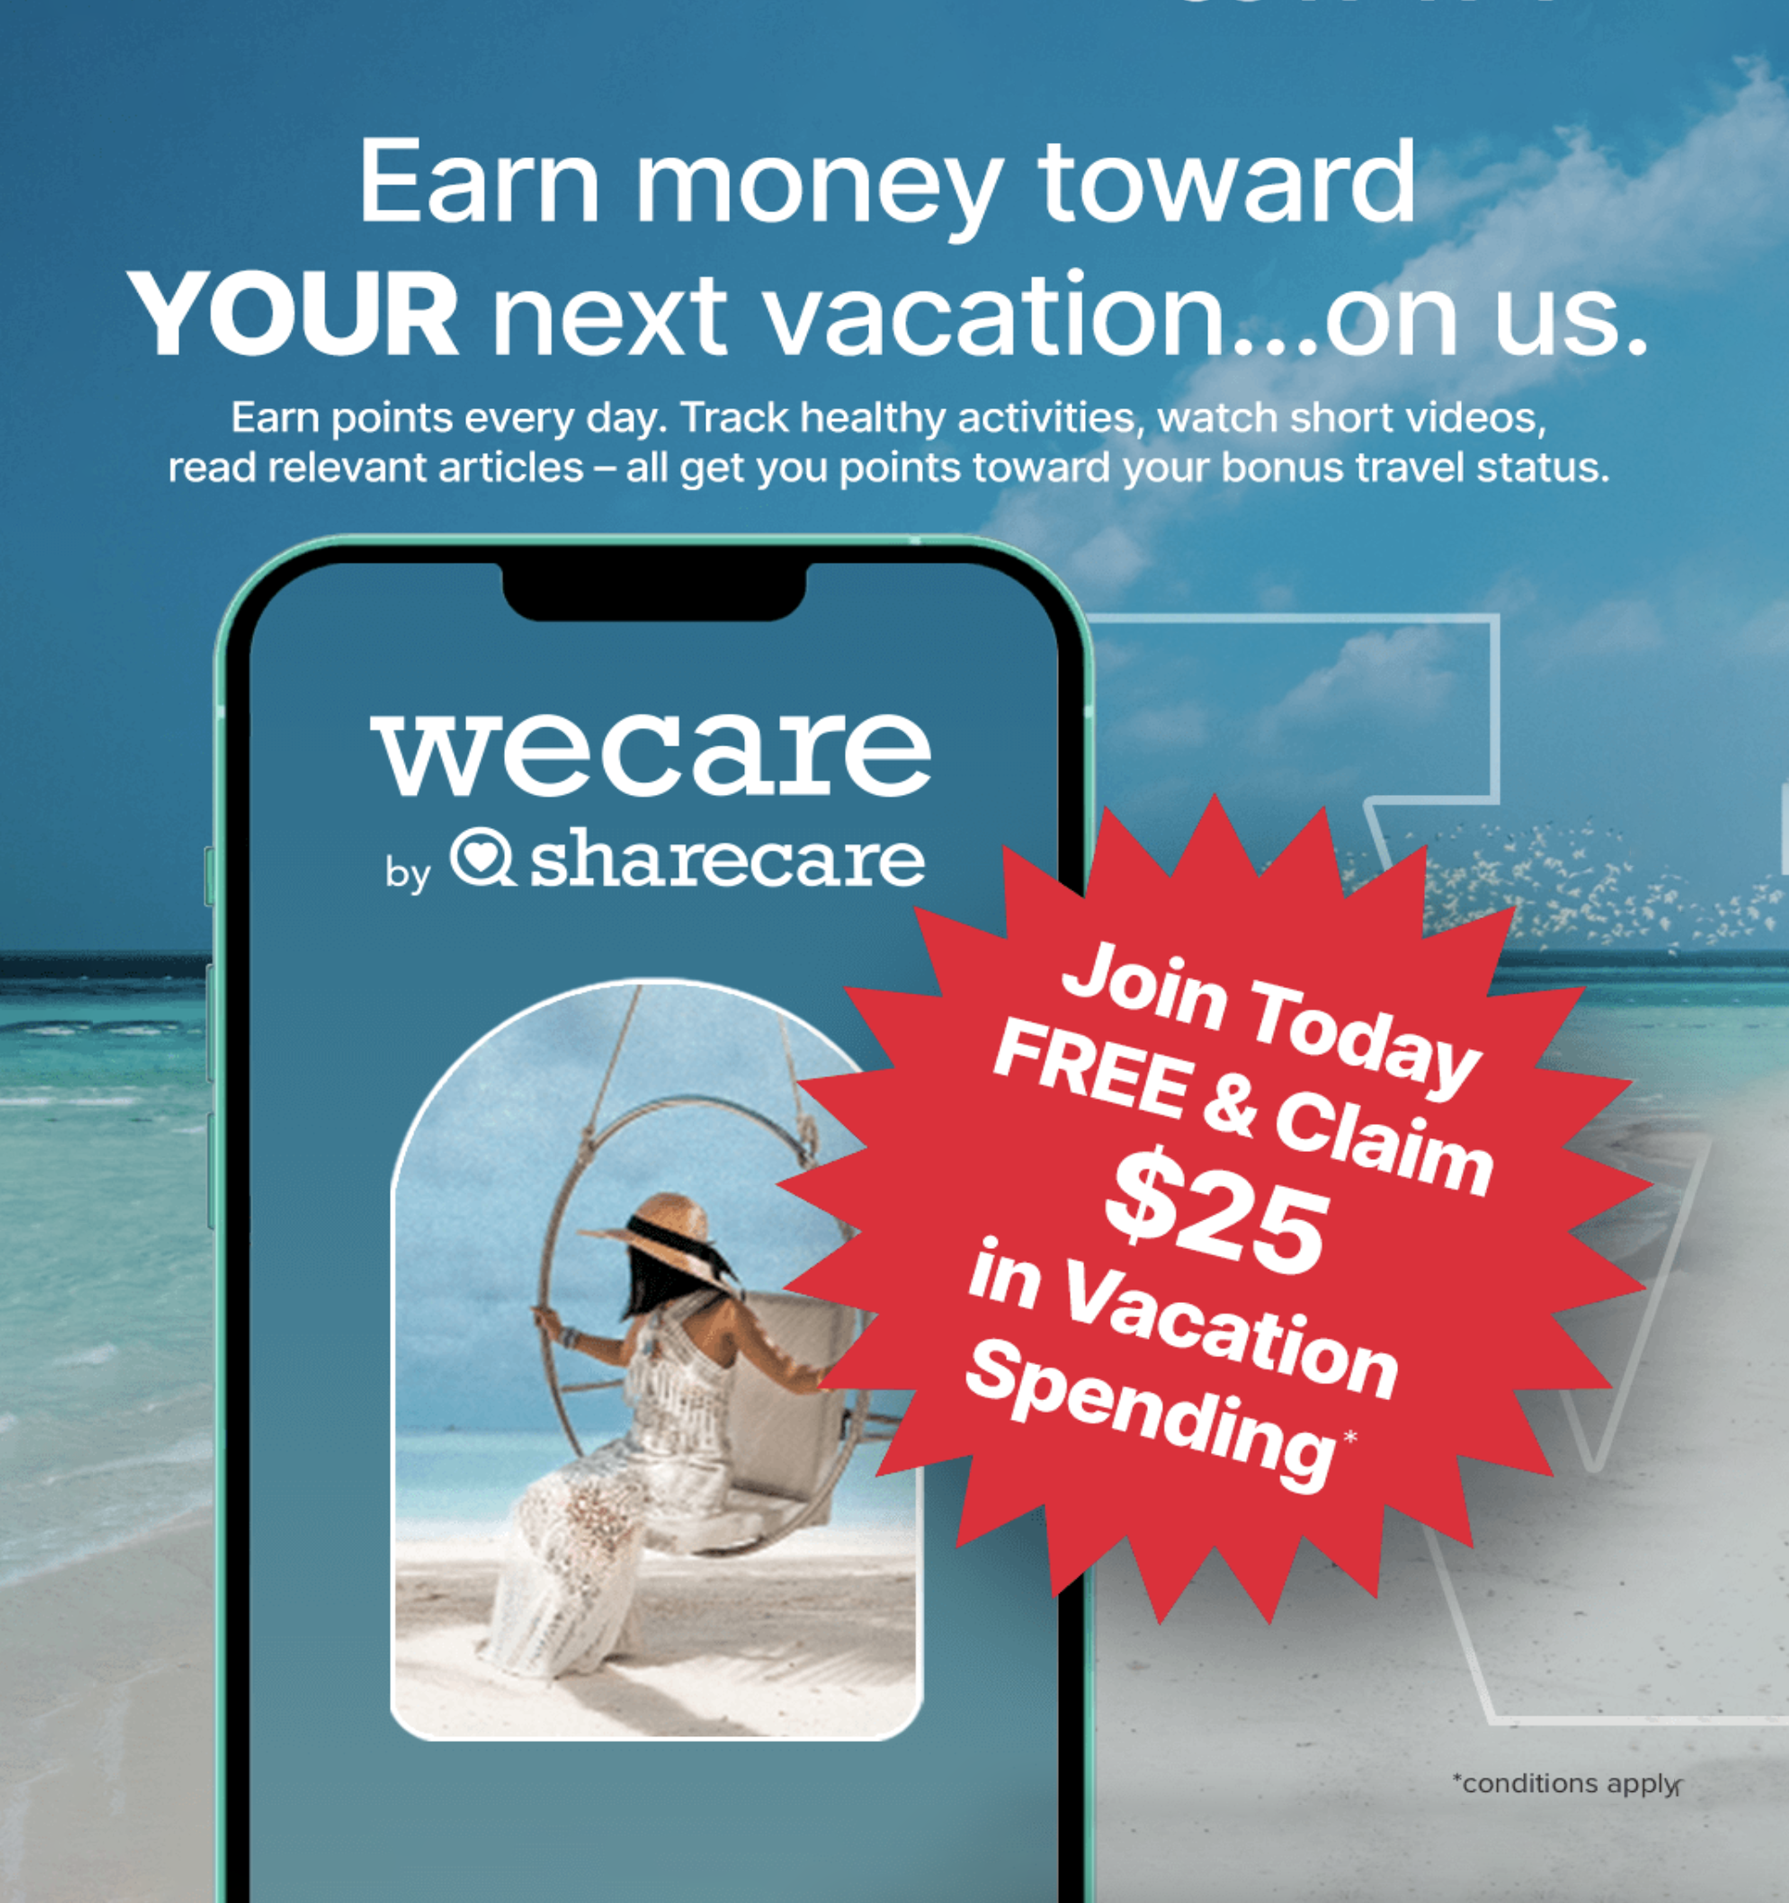 Earn money toward
YOUR next vacation...on us.
Earn points every day. Track healthy activities, watch short videos,
read relevant articles – all get you points toward your bonus travel status.
wecare
by sharecare
Join Today
FREE & Claim
$25
in Vacation
Spending*
*conditions apply